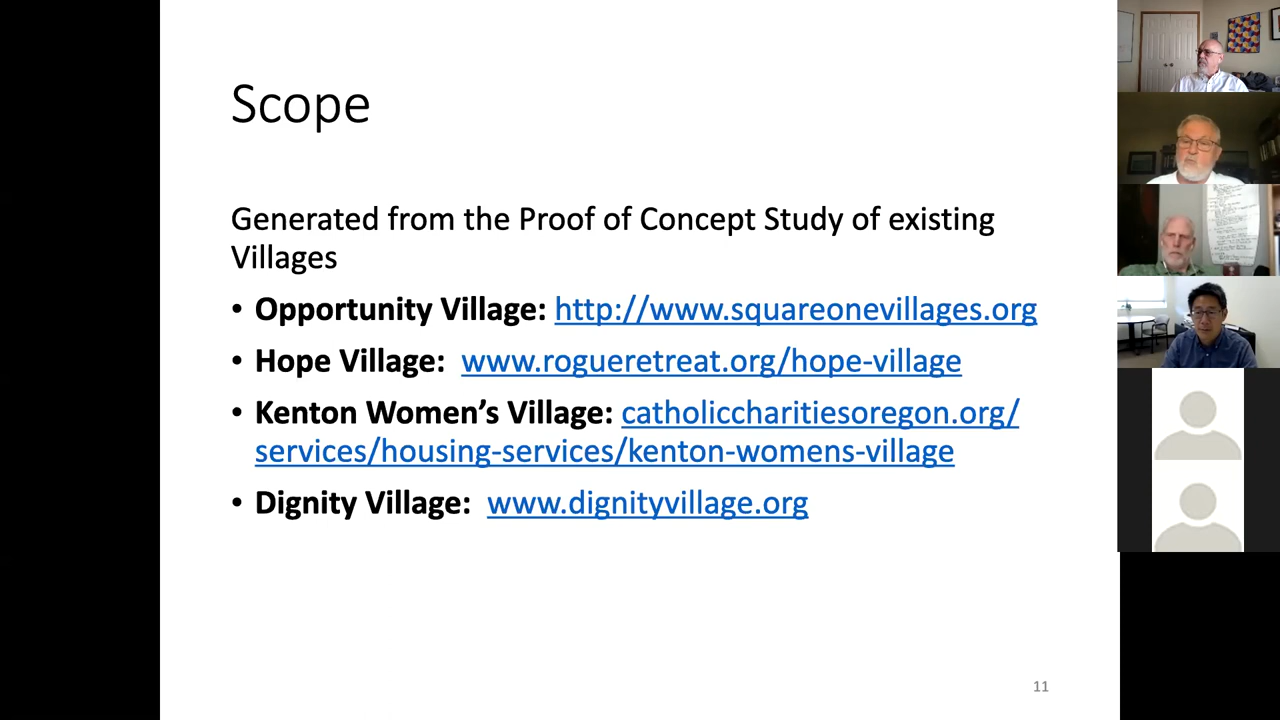 Scope
Generated from the Proof of Concept Study of existing
Villages
• Opportunity Village: http://www.squareonevillages.org
• Hope Village: www.rogueretreat.org/hope-village
• Kenton Women’s Village: catholiccharitiesoregon.org/
services/housing-services/kenton-womens-village
• Dignity Village: www.dignityvillage.org
11